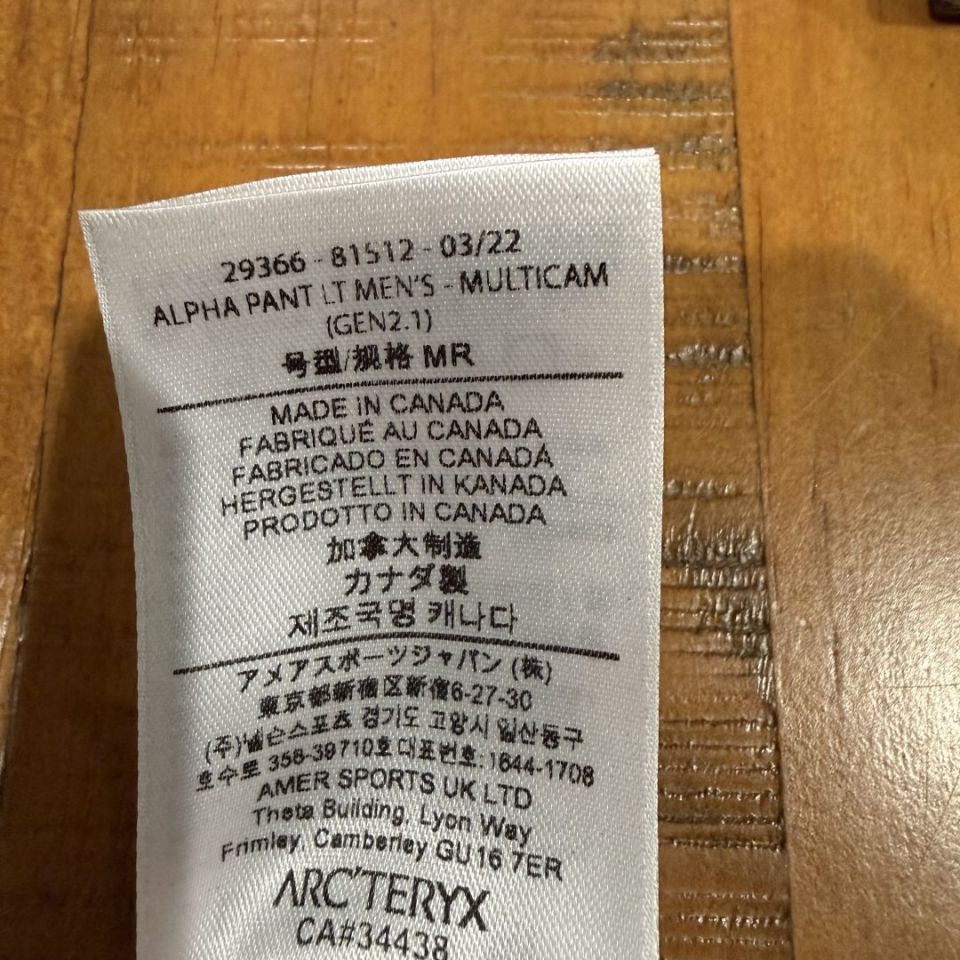 29366 - 81512 - 03/22
ALPHA PANT LT MEN'S - MULTICAM
(GEN2.1)
号型/规格 MR
MADE IN CANADA
FABRIQUÉ AU CANADA
FABRICADO EN CANADÁ
HERGESTELLT IN KANADA
PRODOTTO IN CANADA
加拿大制造
カナダ製
제조국명 캐나다
アメアスポーツジャパン (株)
東京都新宿区新宿6-27-30
(주)넬슨스포츠 경기도 고양시 일산동구
호수로 358-39 710호 대표번호: 1644-1708
AMER SPORTS UK LTD
Theta Building, Lyon Way
Frimley, Camberley GU16 7ER
ARC'TERYX
CA#34438